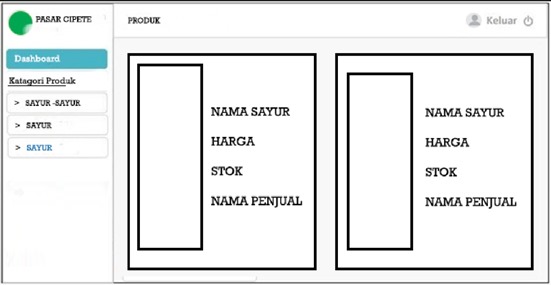 PASAR CIPETE
PRODUK
Keluar
Dashboard
Katagori Produk
> SAYUR -SAYUR
> SAYUR
> SAYUR
NAMA SAYUR
HARGA
STOK
NAMA PENJUAL
NAMA SAYUR
HARGA
STOK
NAMA PENJUAL